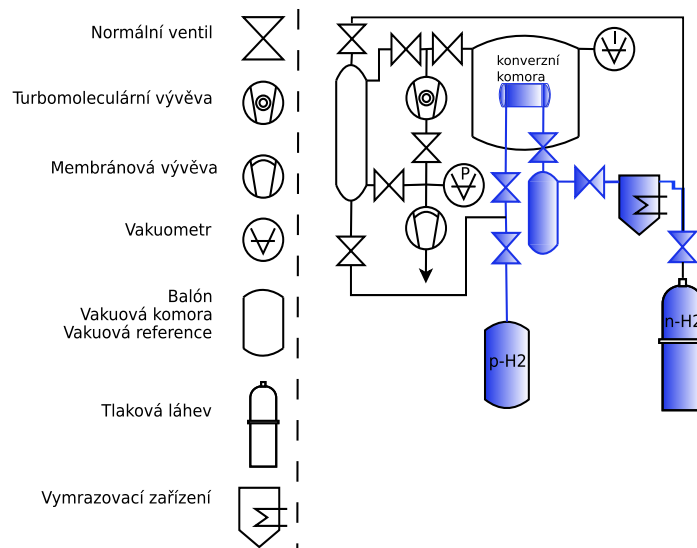 Normální ventil
Turbomoleculární vývěva
Membránová vývěva
Vakuometr
Balón
Vakuová komora
Vakuová reference
Tlaková láhev
Vymrazovací zařízení
konverzní
komora
I
P
p-H2
n-H2